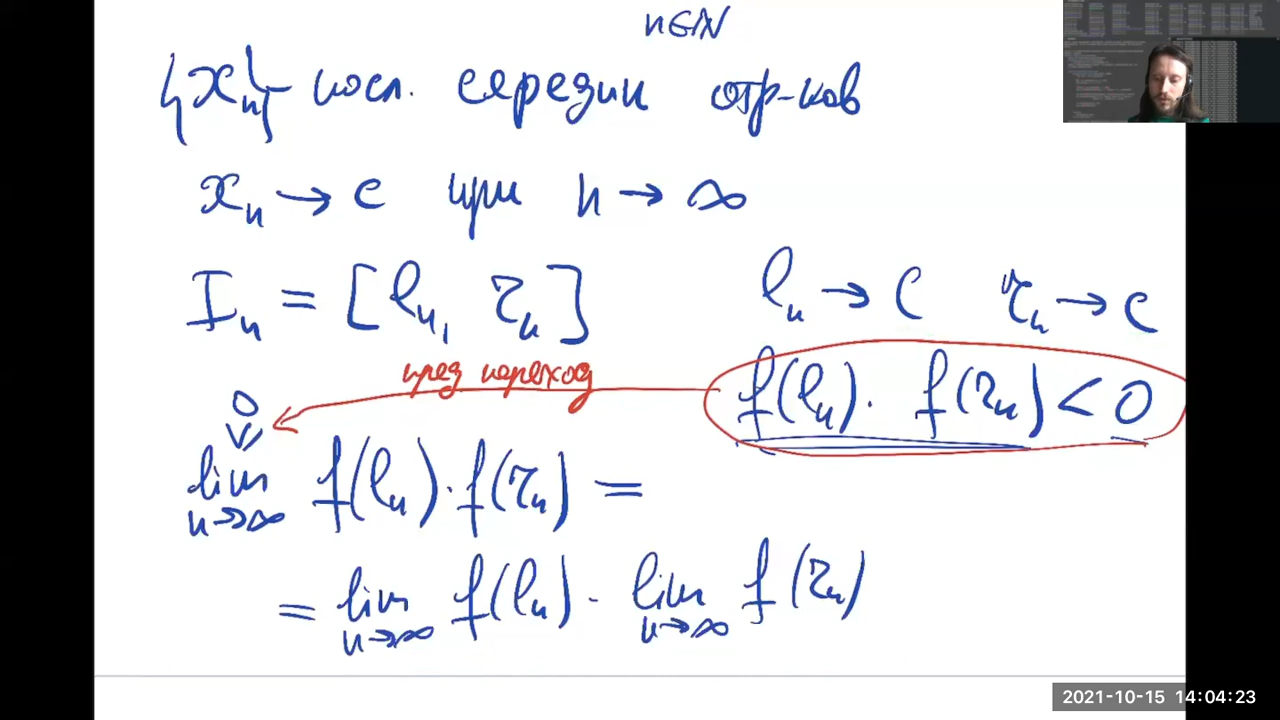 n∈ℕ
{xₙ} - посл. середин отр-ков
xₙ → c при n → ∞
Iₙ = [lₙ, rₙ]
lₙ → c rₙ → c
пред переход
f(lₙ) · f(rₙ) < 0
0
lim n→∞ f(lₙ) · f(rₙ) =
= lim n→∞ f(lₙ) · lim n→∞ f(rₙ)
2021-10-15 14:04:23